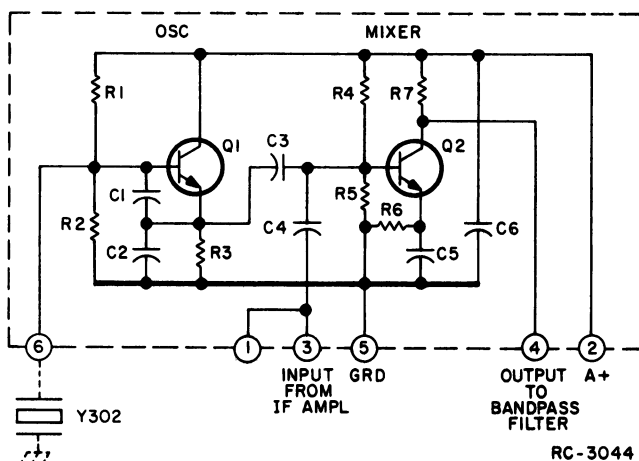 OSC MIXER
R1 R4 R7
Q1 C3 Q2
C1 R5
R2 C4 R6 C6
C2 R3 C5
6 1 3 5 4 2
INPUT GRD OUTPUT A+
FROM TO
IF AMPL BANDPASS
FILTER
Y302
RC-3044